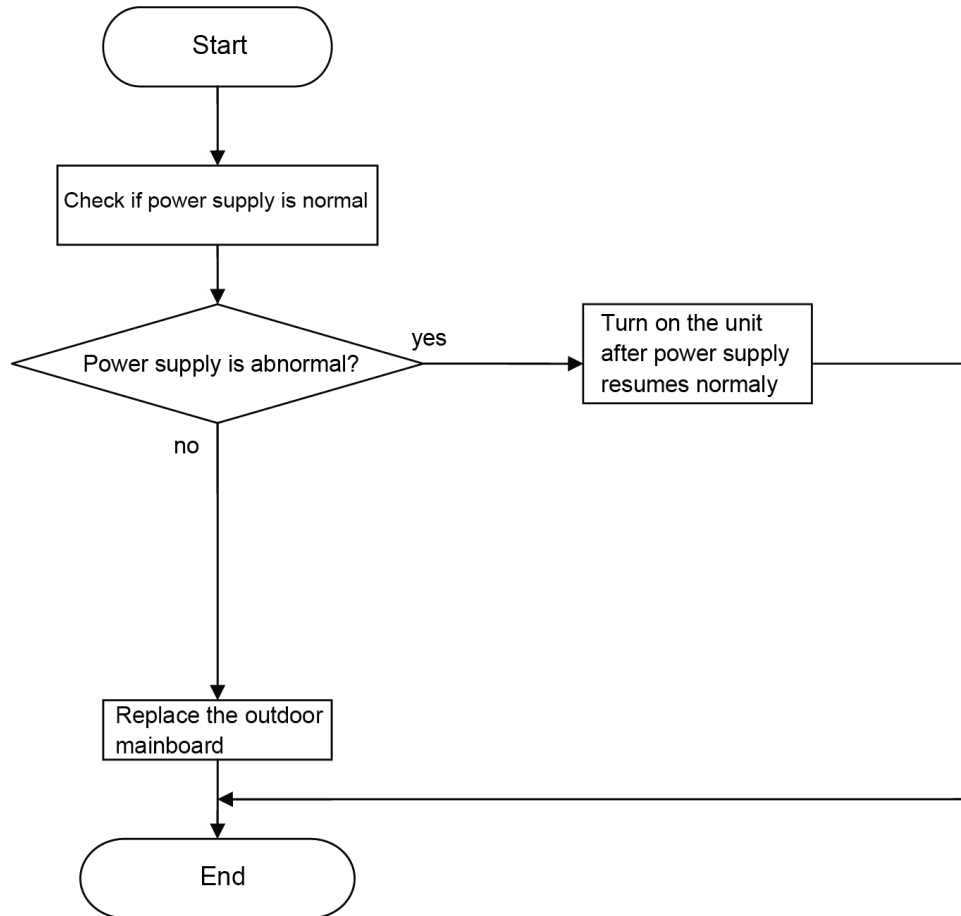 Start
Check if power supply is normal
Power supply is abnormal?
yes
Turn on the unit
after power supply
resumes normaly
no
Replace the outdoor
mainboard
End